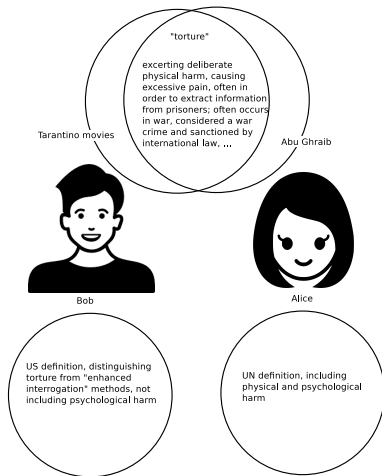 "torture"
excerting deliberate
physical harm, causing
excessive pain, often in
order to extract information
from prisoners; often occurs
in war, considered a war
crime and sanctioned by
international law, ...
Tarantino movies
Abu Ghraib
Bob
Alice
US definition, distinguishing
torture from "enhanced
interrogation" methods, not
including psychological harm
UN definition, including
physical and psychological
harm